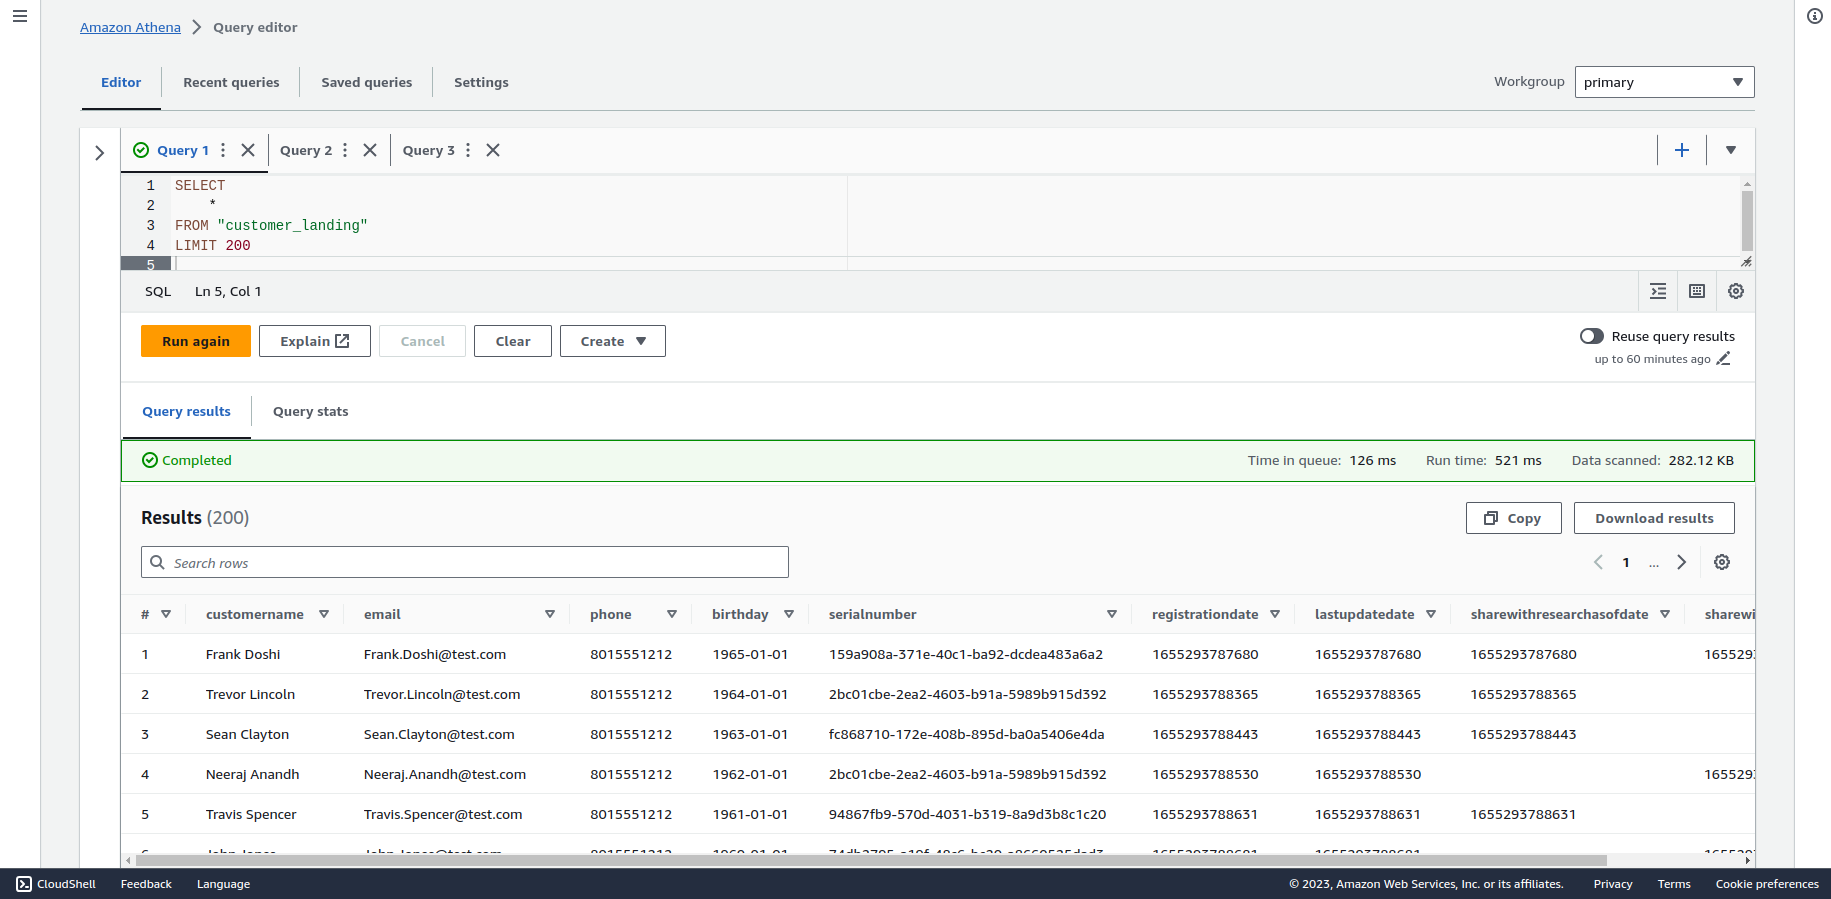 Amazon Athena > Query editor
Editor Recent queries Saved queries Settings Workgroup primary
Query 1 Query 2 Query 3
1 SELECT
2 *
3 FROM "customer_landing"
4 LIMIT 200
5
SQL Ln 5, Col 1
Run again Explain Cancel Clear Create Reuse query results
up to 60 minutes ago
Query results Query stats
Completed Time in queue: 126 ms Run time: 521 ms Data scanned: 282.12 KB
Results (200) Copy Download results
Search rows 1 ...
# customername email phone birthday serialnumber registrationdate lastupdatedate sharewithresearchasofdate sharewi
1 Frank Doshi Frank.Doshi@test.com 8015551212 1965-01-01 159a908a-371e-40c1-ba92-dcdea483a6a2 1655293787680 1655293787680 1655293787680 165529
2 Trevor Lincoln Trevor.Lincoln@test.com 8015551212 1964-01-01 2bc01cbe-2ea2-4603-b91a-5989b915d392 1655293788365 1655293788365 1655293788365
3 Sean Clayton Sean.Clayton@test.com 8015551212 1963-01-01 fc868710-172e-408b-895d-ba0a5406e4da 1655293788443 1655293788443 1655293788443
4 Neeraj Anandh Neeraj.Anandh@test.com 8015551212 1962-01-01 2bc01cbe-2ea2-4603-b91a-5989b915d392 1655293788530 1655293788530 165529
5 Travis Spencer Travis.Spencer@test.com 8015551212 1961-01-01 94867fb9-570d-4031-b319-8a9d3b8c1c20 1655293788631 1655293788631 1655293788631
CloudShell Feedback Language © 2023, Amazon Web Services, Inc. or its affiliates. Privacy Terms Cookie preferences